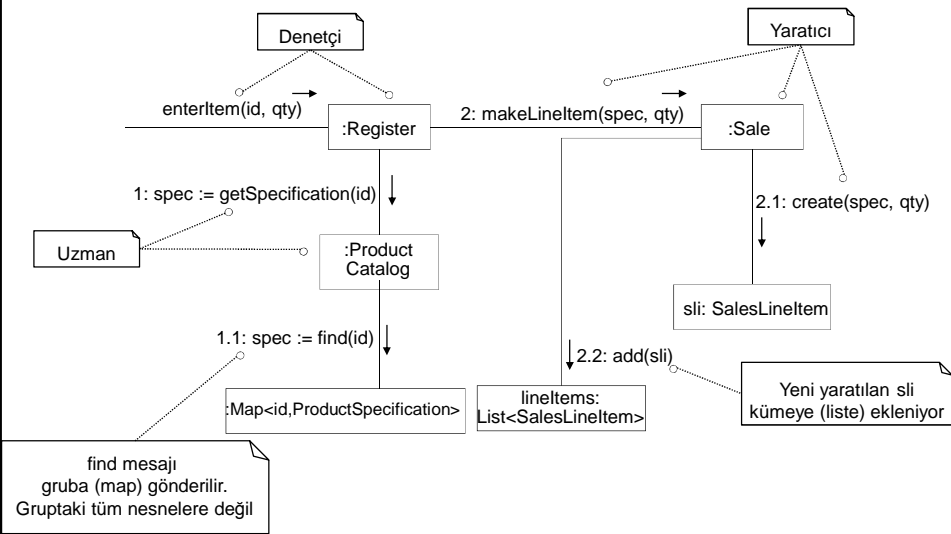 Denetçi
Yaratıcı
enterItem(id, qty)
:Register
2: makeLineItem(spec, qty)
:Sale
1: spec := getSpecification(id)
2.1: create(spec, qty)
Uzman
:Product
Catalog
sli: SalesLineItem
1.1: spec := find(id)
2.2: add(sli)
:Map<id,ProductSpecification>
lineItems:
List<SalesLineItem>
Yeni yaratılan sli
kümeye (liste) ekleniyor
find mesajı
gruba (map) gönderilir.
Gruptaki tüm nesnelere değil